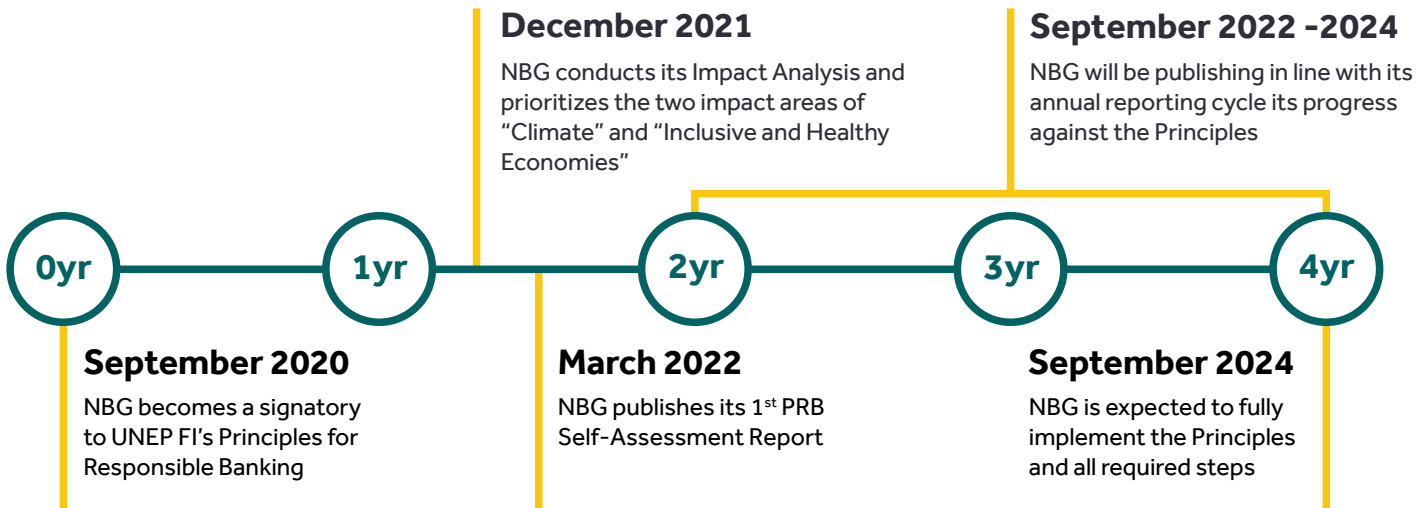 December 2021
NBG conducts its Impact Analysis and
prioritizes the two impact areas of
“Climate” and “Inclusive and Healthy
Economies”
September 2022 -2024
NBG will be publishing in line with its
annual reporting cycle its progress
against the Principles
0yr
1yr
2yr
3yr
4yr
September 2020
NBG becomes a signatory
to UNEP FI’s Principles for
Responsible Banking
March 2022
NBG publishes its 1st PRB
Self-Assessment Report
September 2024
NBG is expected to fully
implement the Principles
and all required steps